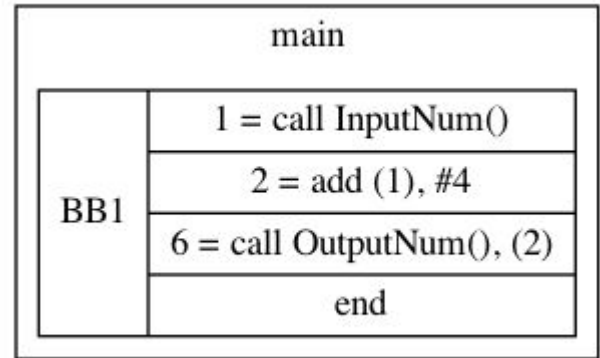 main
BB1
1 = call InputNum()
2 = add (1), #4
6 = call OutputNum(), (2)
end